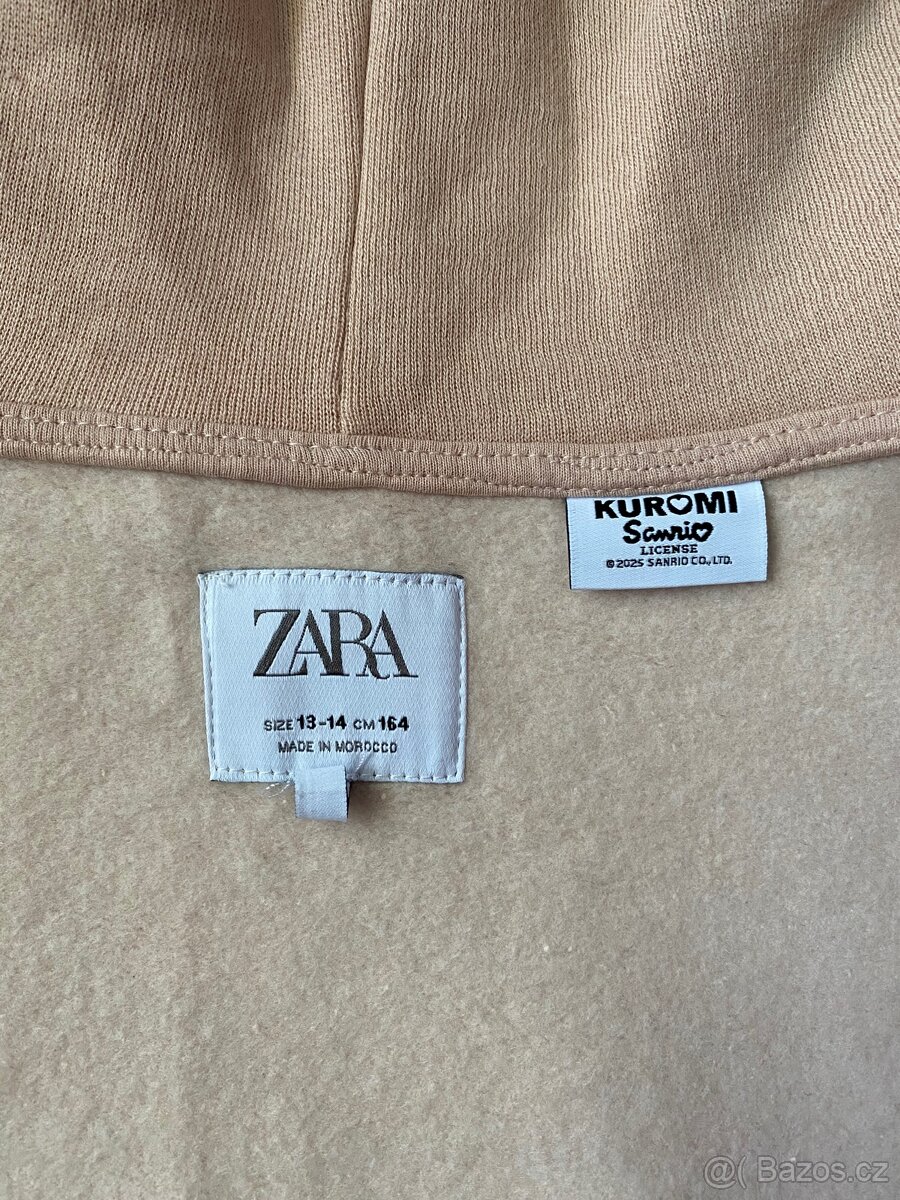 KUROMI
Sanrio
LICENSE
© 2025 SANRIO CO., LTD.
ZARA
SIZE 13-14 CM 164
MADE IN MOROCCO
@( Bazos.cz